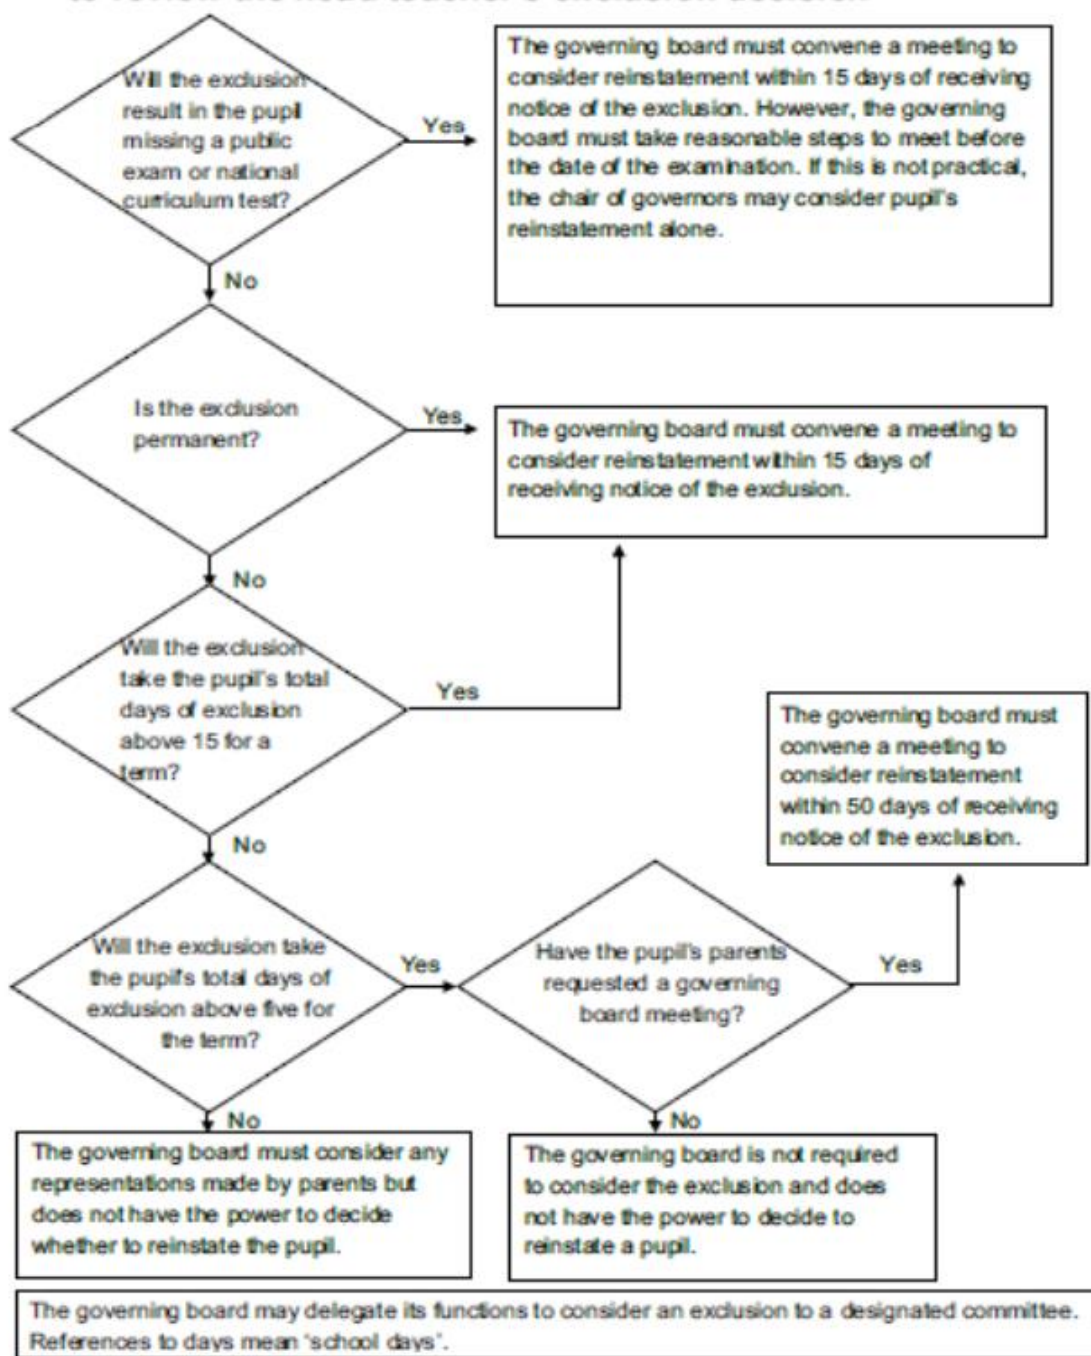 Will the exclusion
result in the pupil
missing a public
exam or national
curriculum test?
Yes
The governing board must convene a meeting to
consider reinstatement within 15 days of receiving
notice of the exclusion. However, the governing
board must take reasonable steps to meet before
the date of the examination. If this is not practical,
the chair of governors may consider pupil's
reinstatement alone.
No
Is the exclusion
permanent?
Yes
The governing board must convene a meeting to
consider reinstatement within 15 days of
receiving notice of the exclusion.
No
Will the exclusion
take the pupil's total
days of exclusion
above 15 for a
term?
Yes
The governing board must
convene a meeting to
consider reinstatement
within 50 days of receiving
notice of the exclusion.
No
Will the exclusion take
the pupil's total days of
exclusion above five for
the term?
Yes
Have the pupil's parents
requested a governing
board meeting?
Yes
No
The governing board must consider any
representations made by parents but
does not have the power to decide
whether to reinstate the pupil.
No
The governing board is not required
to consider the exclusion and does
not have the power to decide to
reinstate a pupil.
The governing board may delegate its functions to consider an exclusion to a designated committee.
References to days mean 'school days'.